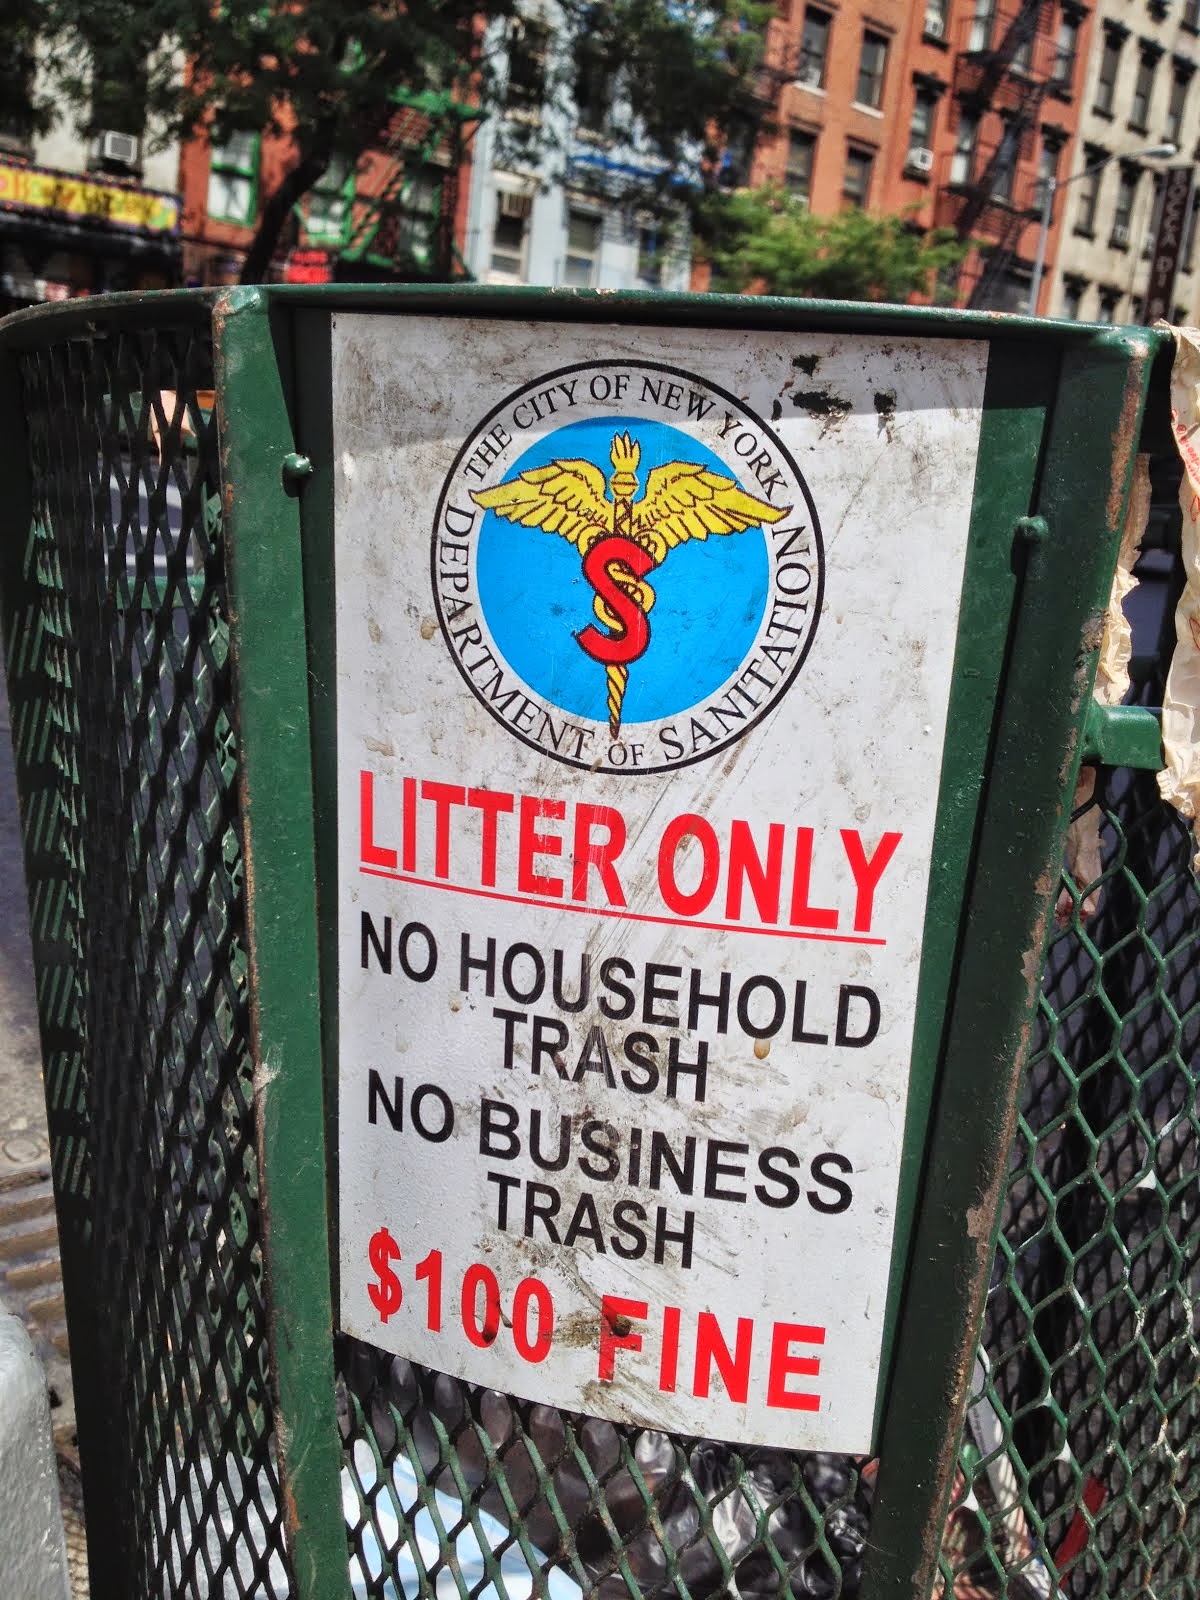 THE CITY OF NEW YORK
DEPARTMENT OF SANITATION
S
LITTER ONLY
NO HOUSEHOLD
TRASH
NO BUSINESS
TRASH
$100 FINE